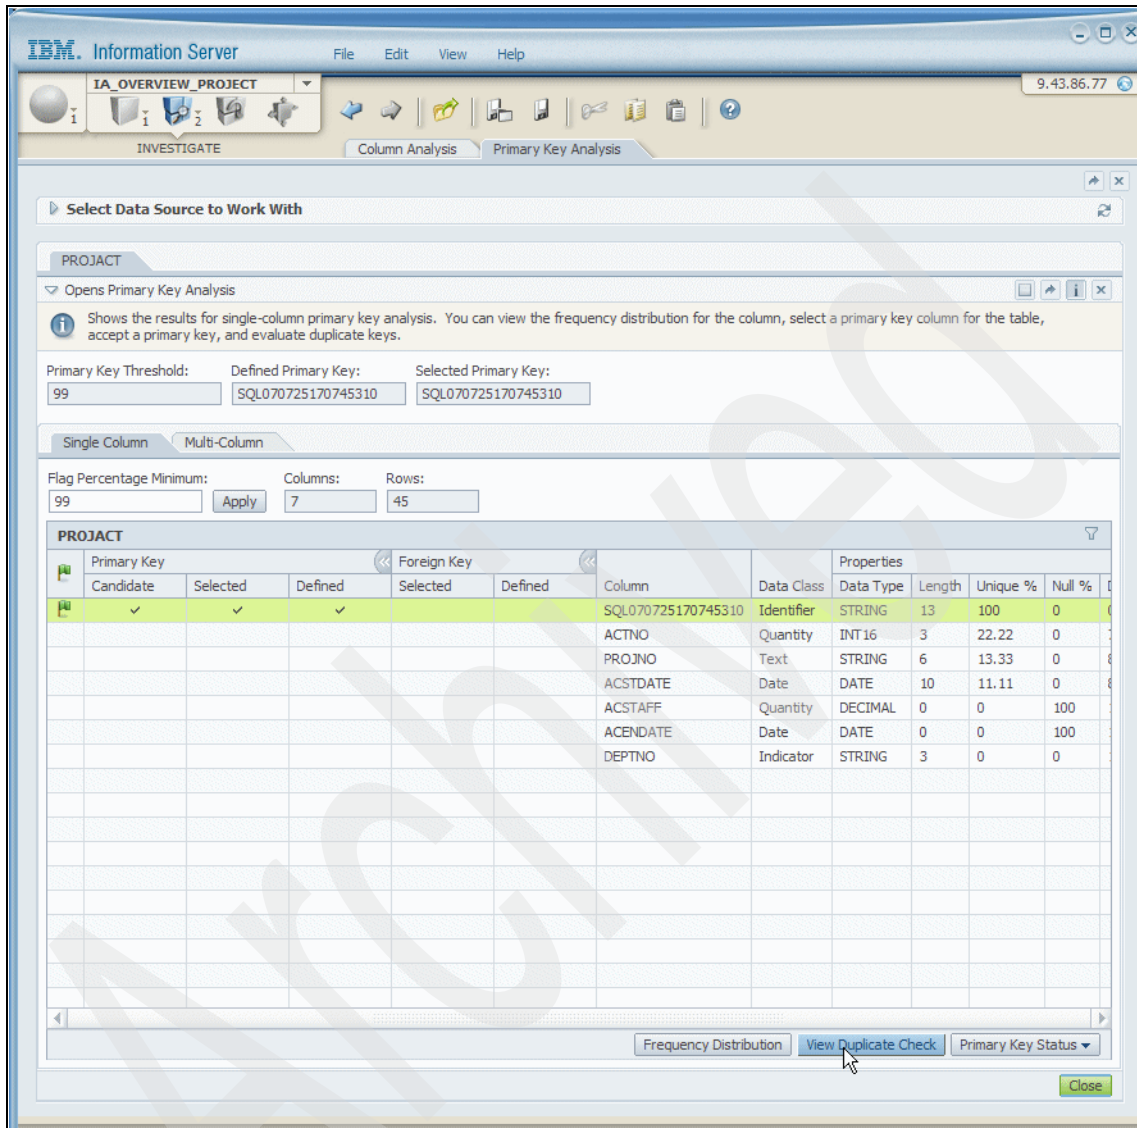 IBM. Information Server File Edit View Help
IA_OVERVIEW_PROJECT 9.43.86.77
1 1 2
INVESTIGATE Column Analysis Primary Key Analysis
Select Data Source to Work With
PROJACT
Opens Primary Key Analysis
Shows the results for single-column primary key analysis. You can view the frequency distribution for the column, select a primary key column for the table,
accept a primary key, and evaluate duplicate keys.
Primary Key Threshold: Defined Primary Key: Selected Primary Key:
99 SQL070725170745310 SQL070725170745310
Single Column Multi-Column
Flag Percentage Minimum: Columns: Rows:
99 Apply 7 45
PROJACT
Primary Key Foreign Key Properties
Candidate Selected Defined Selected Defined Column Data Class Data Type Length Unique % Null %
✓ ✓ ✓ SQL070725170745310 Identifier STRING 13 100 0
ACTNO Quantity INT16 3 22.22 0
PROJNO Text STRING 6 13.33 0
ACSTDATE Date DATE 10 11.11 0
ACSTAFF Quantity DECIMAL 0 0 100
ACENDATE Date DATE 0 0 100
DEPTNO Indicator STRING 3 0 0
Frequency Distribution View Duplicate Check Primary Key Status
Close
Archived